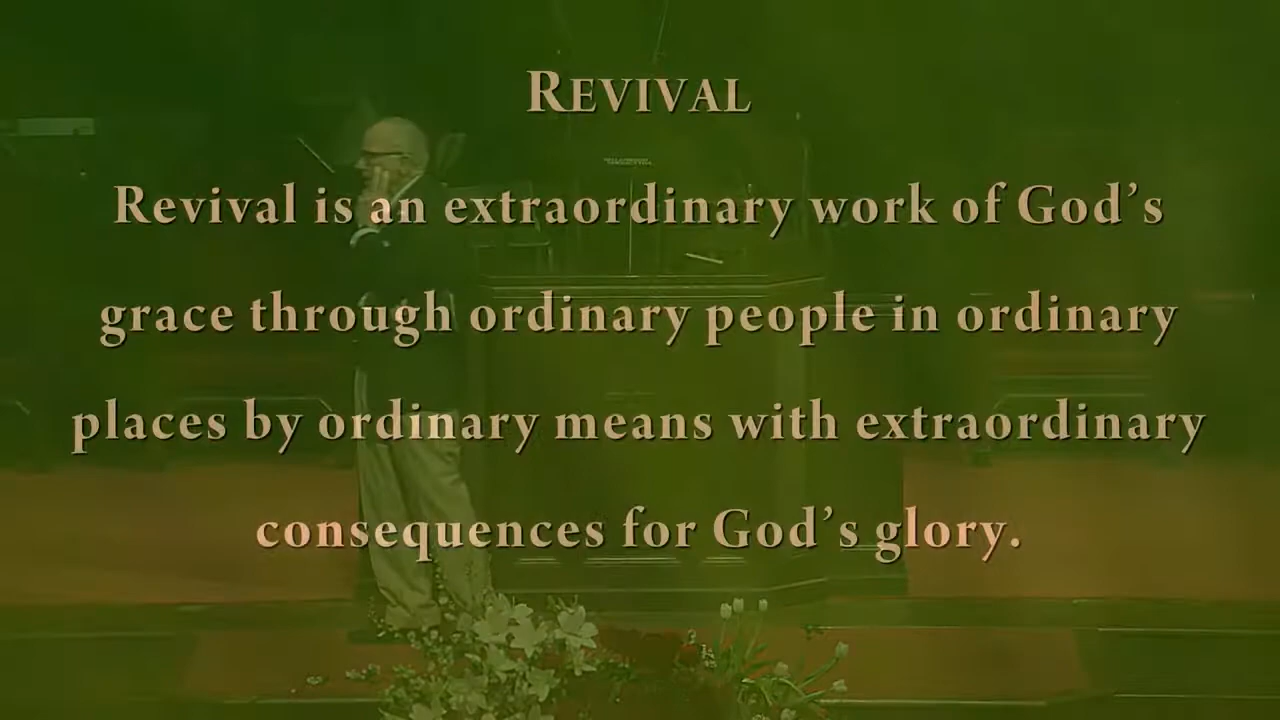 REVIVAL
Revival is an extraordinary work of God’s
grace through ordinary people in ordinary
places by ordinary means with extraordinary
consequences for God’s glory.